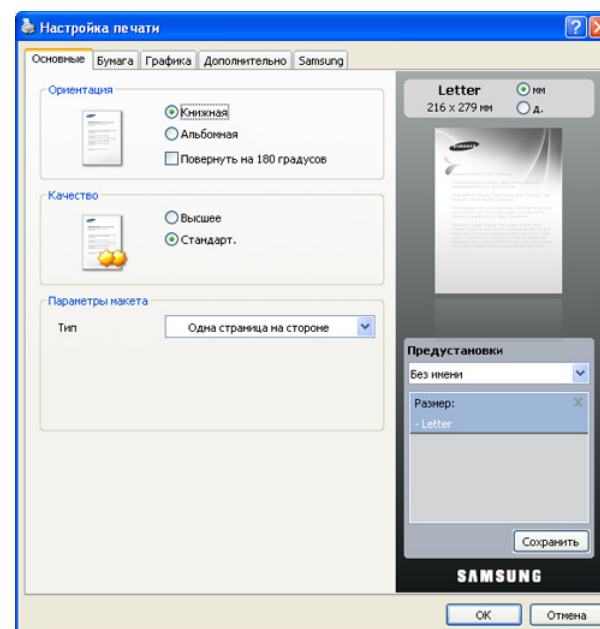 Настройка печати
Основные Бумага Графика Дополнительно Samsung
Ориентация
Книжная
Альбомная
Повернуть на 180 градусов
Качество
Высшее
Стандарт.
Параметры макета
Тип Одна страница на стороне
Letter
216 x 279 мм
мм
д.
SAMSUNG
Предустановки
Без имени
Размер:
- Letter
Сохранить
SAMSUNG
OK Отмена